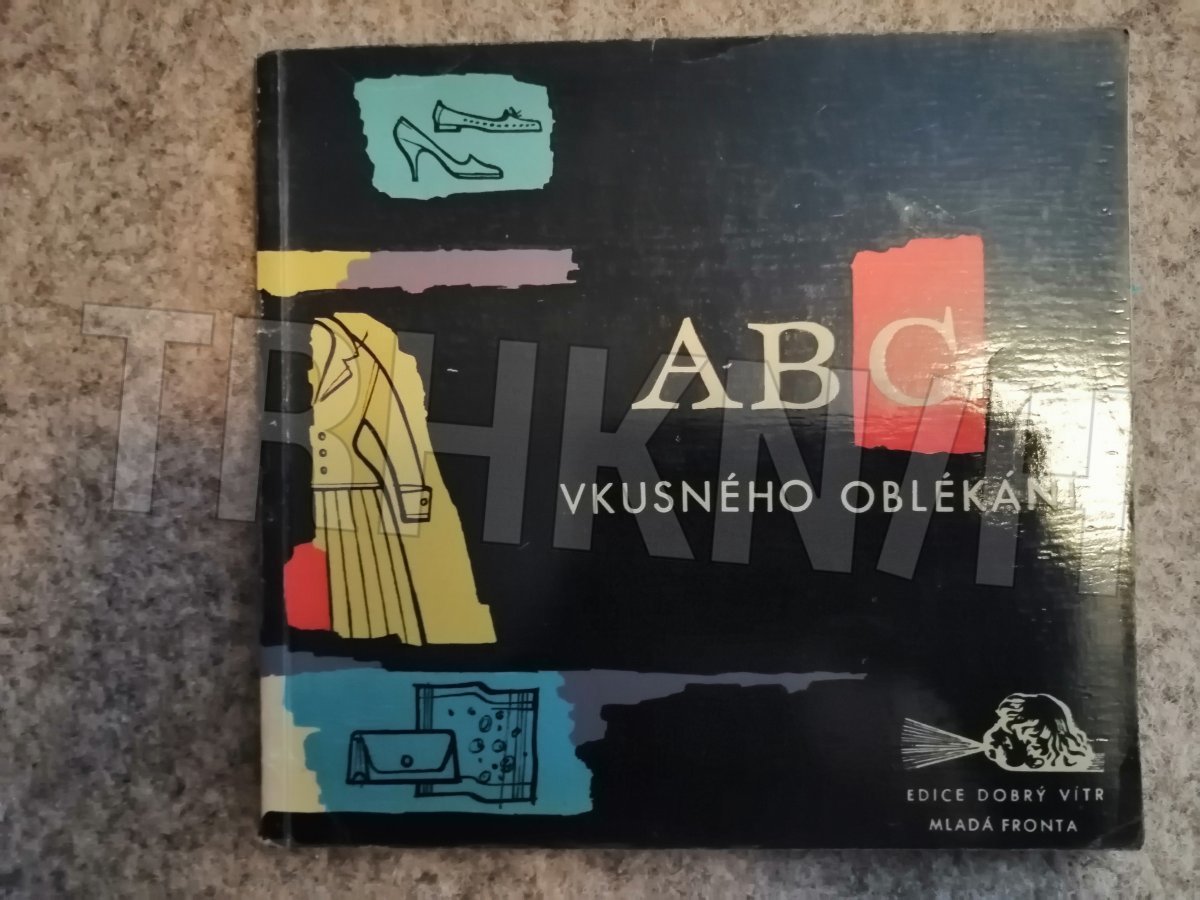 ABC
VKUSNÉHO OBLÉKÁNÍ
EDICE DOBRÝ VÍTR
MLADÁ FRONTA